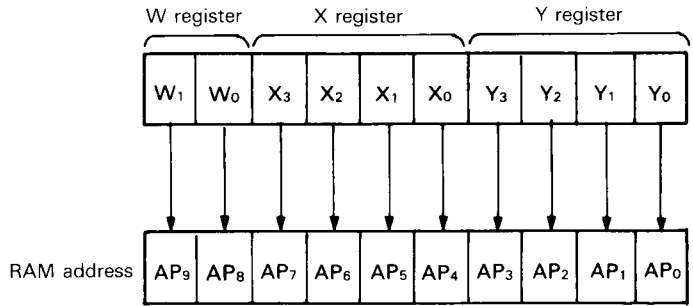 W register X register Y register
W1 W0 X3 X2 X1 X0 Y3 Y2 Y1 Y0
RAM address AP9 AP8 AP7 AP6 AP5 AP4 AP3 AP2 AP1 AP0